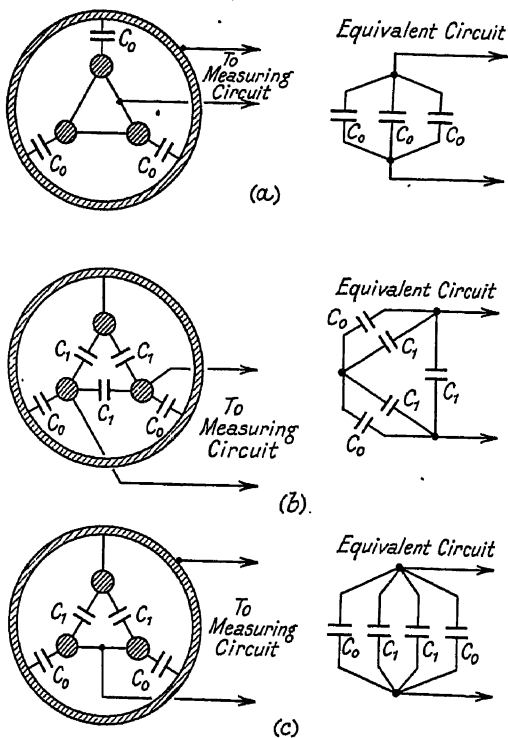 C₀
To
Measuring
Circuit
C₀
C₀
Equivalent Circuit
C₀
C₀
C₀
(a)
C₁
C₁
C₁
C₀
C₀
To
Measuring
Circuit
Equivalent Circuit
C₀
C₁
C₁
C₁
C₀
(b).
C₁
C₁
C₀
C₀
To
Measuring
Circuit
Equivalent Circuit
C₀
C₁
C₁
C₀
(c)